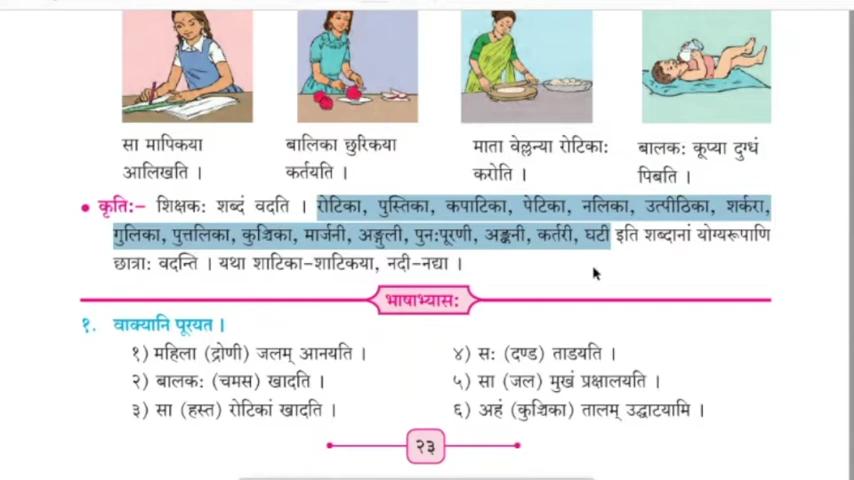 सा मापिकया
आलिखति ।
बालिका छुरिकया
कर्तयति ।
माता वेल्लन्या रोटिकाः
करोति ।
बालकः कूप्या दुग्धं
पिबति ।
• कृतिः- शिक्षकः शब्दं वदति । रोटिका, पुस्तिका, कपाटिका, पेटिका, नलिका, उत्पीठिका, शर्करा,
गुलिका, पुत्तलिका, कुञ्चिका, मार्जनी, अङ्गुली, पुनःपूरणी, अङ्कनी, कर्तरी, घटी इति शब्दानां योग्यरूपाणि
छात्राः वदन्ति । यथा शाटिका-शाटिकया, नदी-नद्या ।
भाषाभ्यासः
१. वाक्यानि पूरयत ।
१) महिला (द्रोणी) जलम् आनयति ।
२) बालकः (चमस) खादति ।
३) सा (हस्त) रोटिकां खादति ।
४) सः (दण्ड) ताडयति ।
५) सा (जल) मुखं प्रक्षालयति ।
६) अहं (कुञ्चिका) तालम् उद्घाटयामि ।
२३